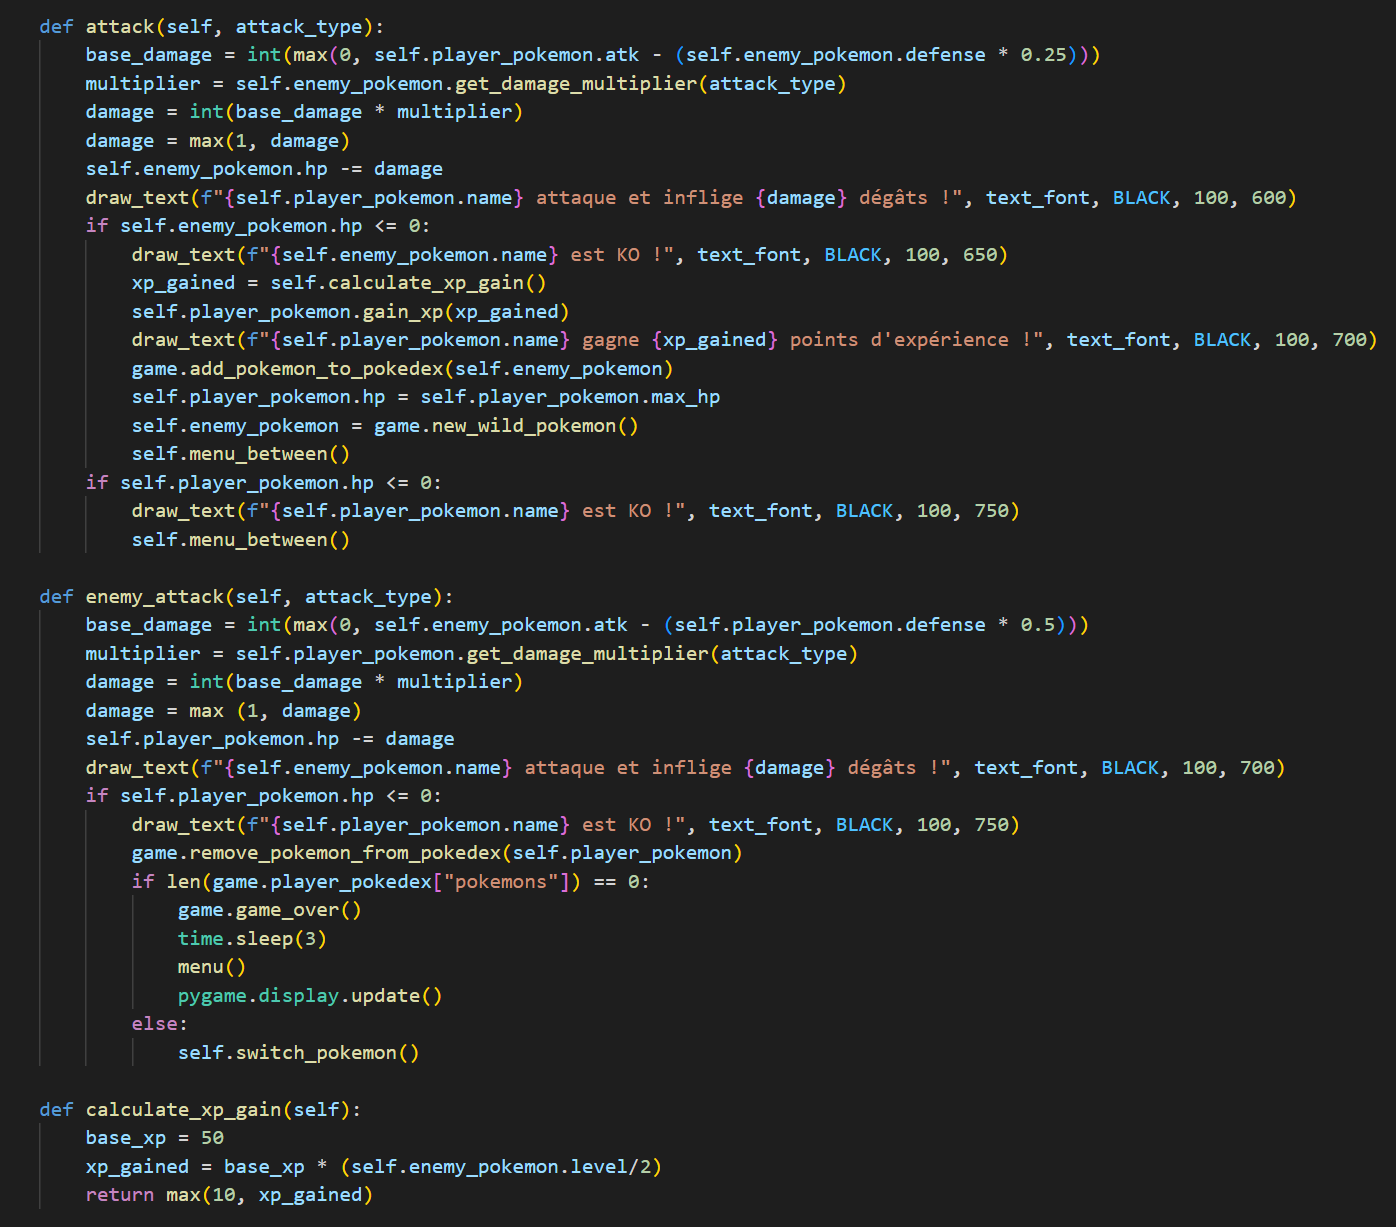 def attack(self, attack_type):
    base_damage = int(max(0, self.player_pokemon.atk - (self.enemy_pokemon.defense * 0.25)))
    multiplier = self.enemy_pokemon.get_damage_multiplier(attack_type)
    damage = int(base_damage * multiplier)
    damage = max(1, damage)
    self.enemy_pokemon.hp -= damage
    draw_text(f"{self.player_pokemon.name} attaque et inflige {damage} dégâts !", text_font, BLACK, 100, 600)
    if self.enemy_pokemon.hp <= 0:
        draw_text(f"{self.enemy_pokemon.name} est KO !", text_font, BLACK, 100, 650)
        xp_gained = self.calculate_xp_gain()
        self.player_pokemon.gain_xp(xp_gained)
        draw_text(f"{self.player_pokemon.name} gagne {xp_gained} points d'expérience !", text_font, BLACK, 100, 700)
        game.add_pokemon_to_pokedex(self.enemy_pokemon)
        self.player_pokemon.hp = self.player_pokemon.max_hp
        self.enemy_pokemon = game.new_wild_pokemon()
        self.menu_between()
    if self.player_pokemon.hp <= 0:
        draw_text(f"{self.player_pokemon.name} est KO !", text_font, BLACK, 100, 750)
        self.menu_between()

def enemy_attack(self, attack_type):
    base_damage = int(max(0, self.enemy_pokemon.atk - (self.player_pokemon.defense * 0.5)))
    multiplier = self.player_pokemon.get_damage_multiplier(attack_type)
    damage = int(base_damage * multiplier)
    damage = max (1, damage)
    self.player_pokemon.hp -= damage
    draw_text(f"{self.enemy_pokemon.name} attaque et inflige {damage} dégâts !", text_font, BLACK, 100, 700)
    if self.player_pokemon.hp <= 0:
        draw_text(f"{self.player_pokemon.name} est KO !", text_font, BLACK, 100, 750)
        game.remove_pokemon_from_pokedex(self.player_pokemon)
        if len(game.player_pokedex["pokemons"]) == 0:
            game.game_over()
            time.sleep(3)
            menu()
            pygame.display.update()
        else:
            self.switch_pokemon()

def calculate_xp_gain(self):
    base_xp = 50
    xp_gained = base_xp * (self.enemy_pokemon.level/2)
    return max(10, xp_gained)